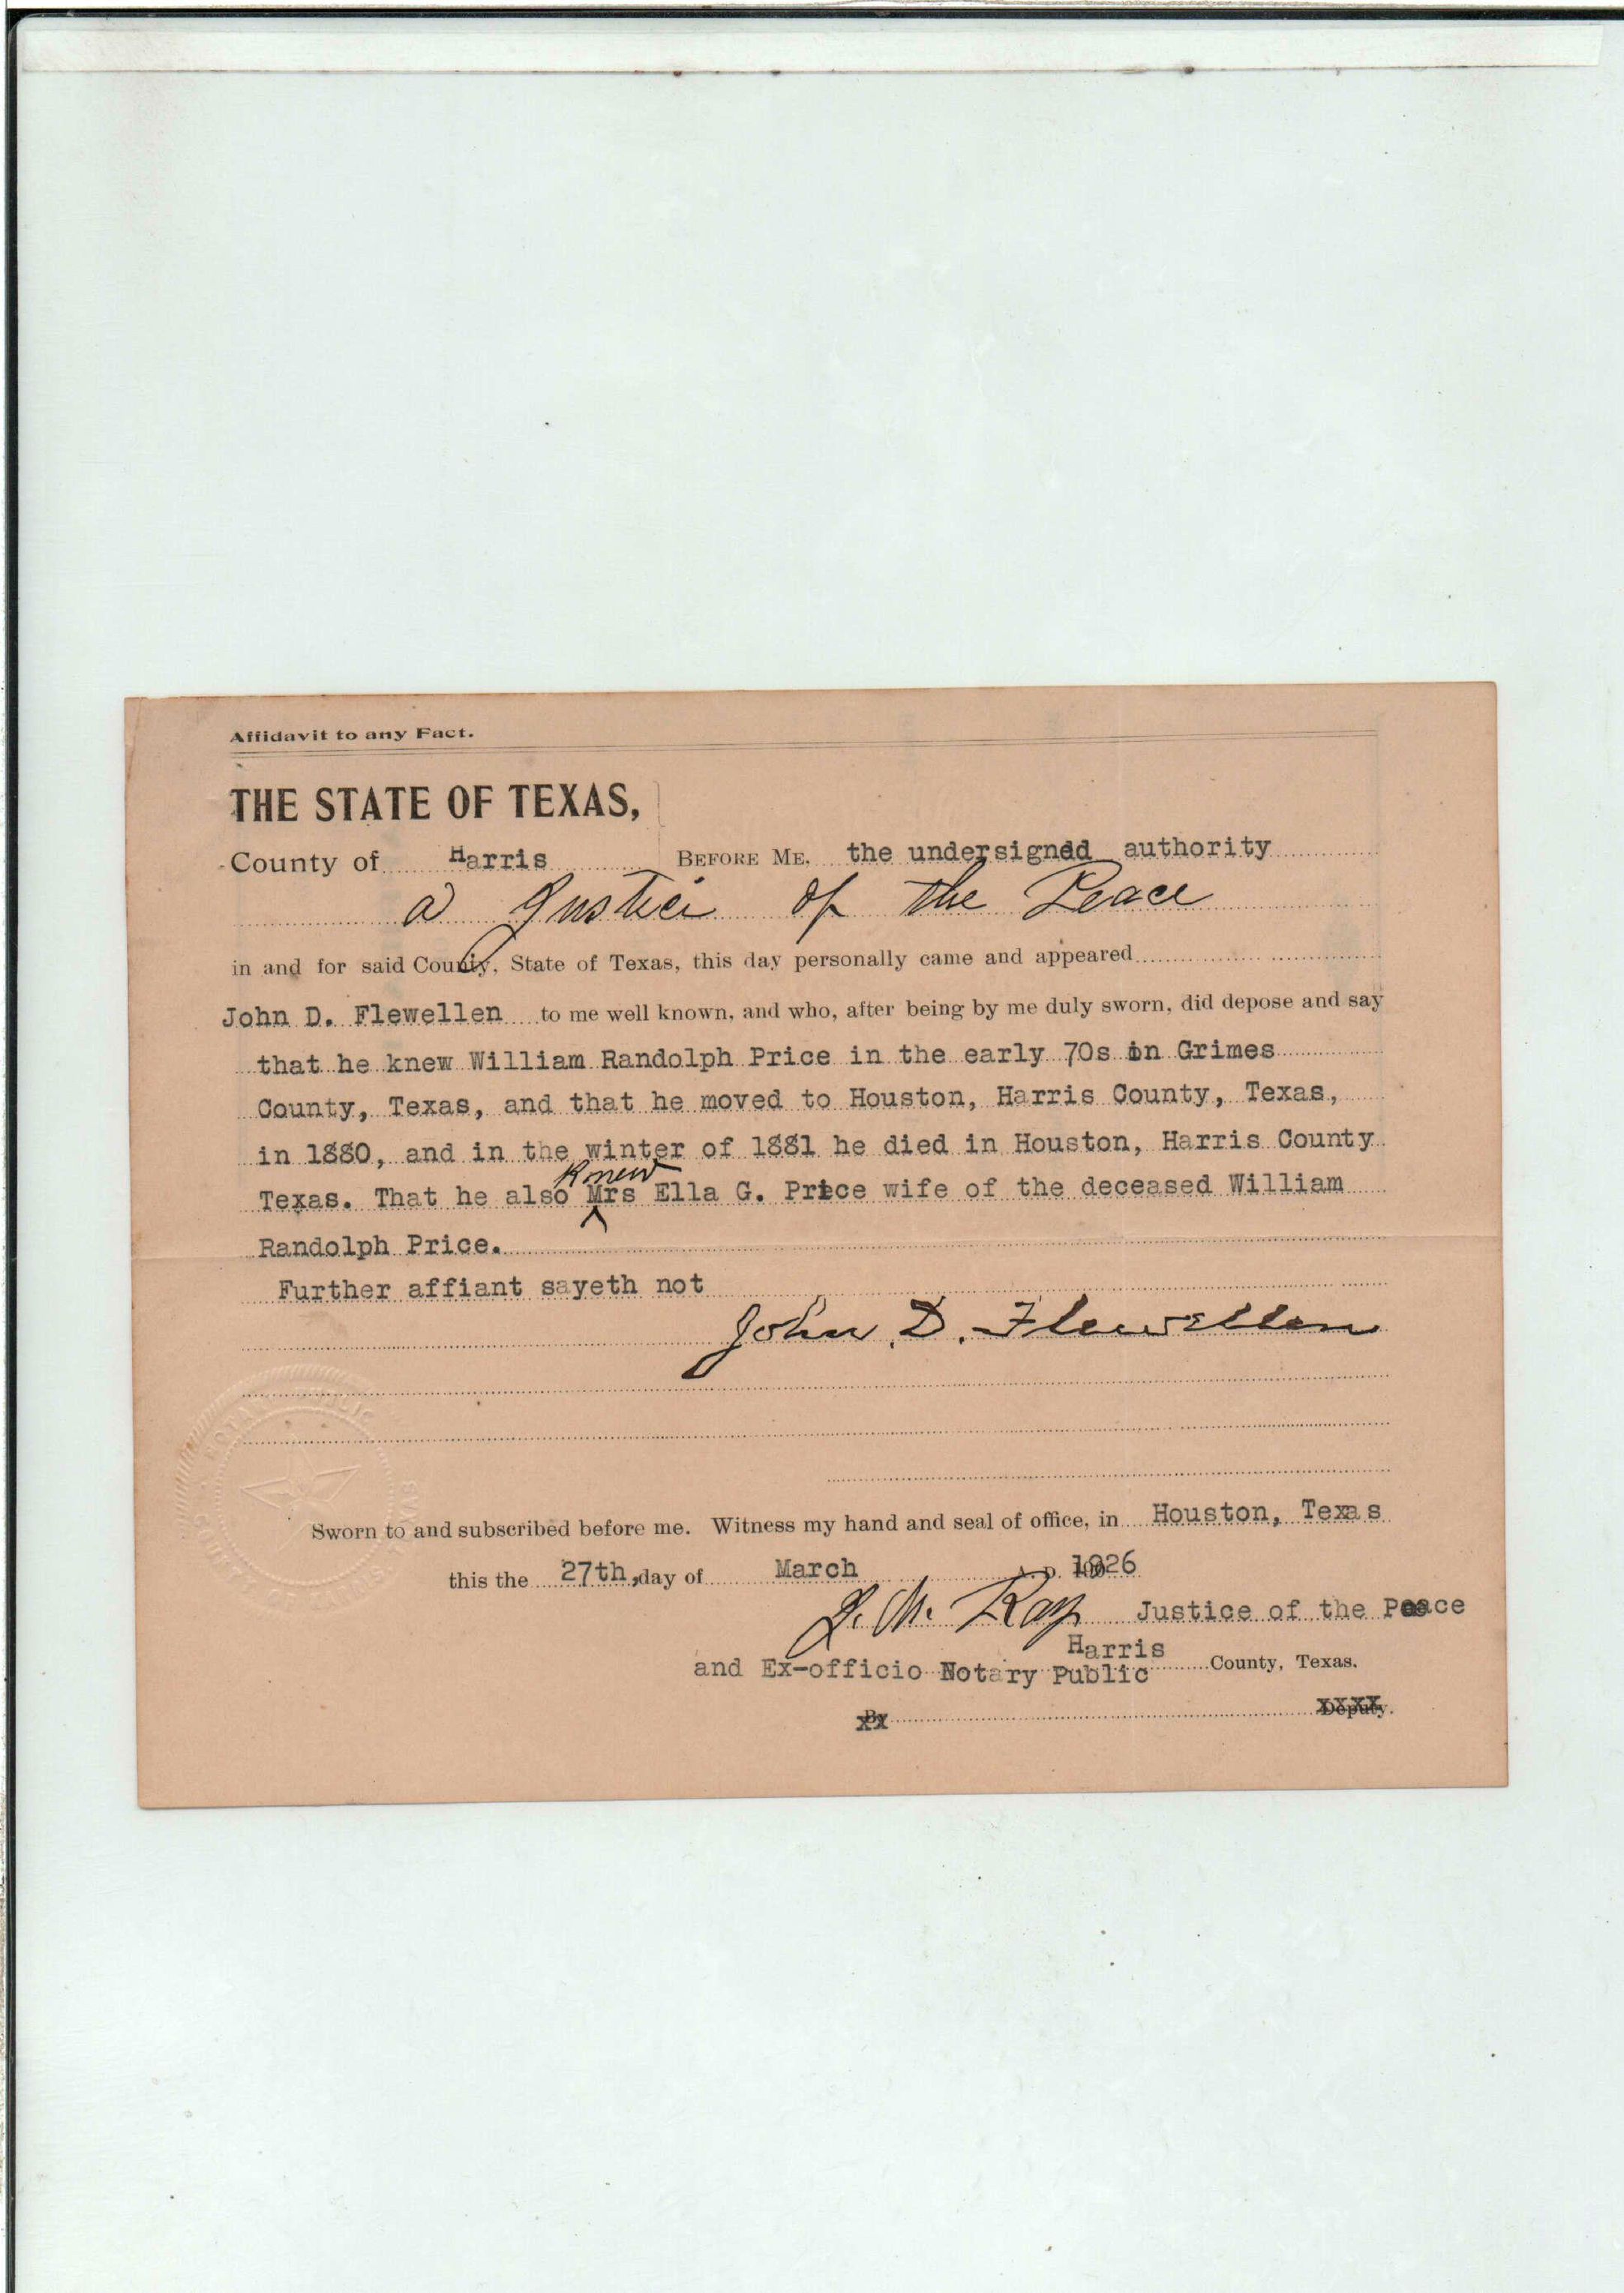 Affidavit to any Fact.
THE STATE OF TEXAS,
County of Harris BEFORE ME, the undersigned authority
a Justice of the Peace
in and for said County, State of Texas, this day personally came and appeared
John D. Flewellen to me well known, and who, after being by me duly sworn, did depose and say
that he knew William Randolph Price in the early 70s in Grimes
County, Texas, and that he moved to Houston, Harris County, Texas,
in 1880, and in the winter of 1881 he died in Houston, Harris County
Texas. That he also Knew Mrs Ella G. Price wife of the deceased William
Randolph Price.
Further affiant sayeth not
John D. Flewellen
NOTARY PUBLIC
Sworn to and subscribed before me. Witness my hand and seal of office, in Houston, Texas
this the 27th, day of March A. D. 1926
Ray Justice of the Peace
Harris
and Ex-officio Notary Public County, Texas.
By Deputy.